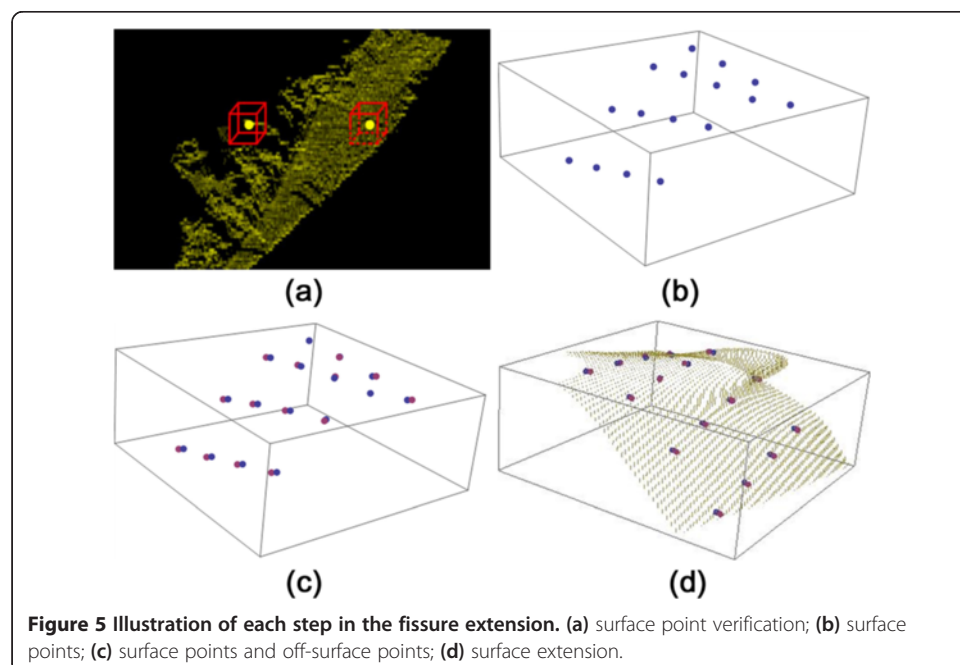 (a)
(b)
(c)
(d)
Figure 5 Illustration of each step in the fissure extension. (a) surface point verification; (b) surface
points; (c) surface points and off-surface points; (d) surface extension.